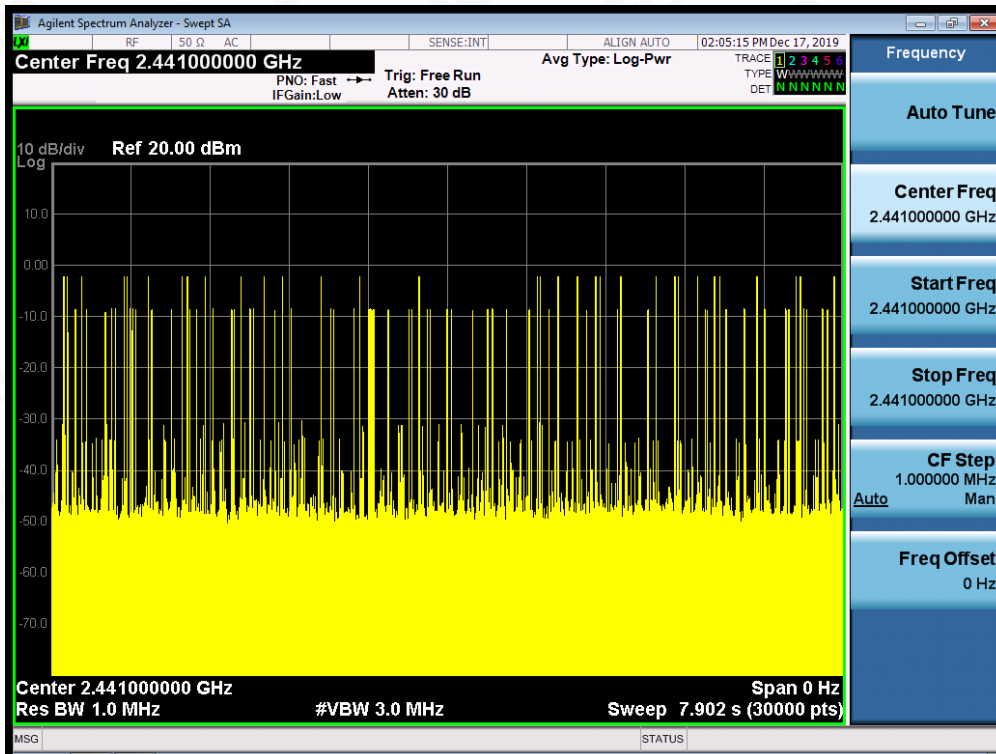 Agilent Spectrum Analyzer - Swept SA
LXI RF 50 Ω AC SENSE:INT ALIGN AUTO 02:05:15 PM Dec 17, 2019
Center Freq 2.441000000 GHz
PNO: Fast
IFGain:Low
Trig: Free Run
Atten: 30 dB
Avg Type: Log-Pwr
TRACE 1 2 3 4 5 6
TYPE W W W W W W
DET N N N N N N
10 dB/div Ref 20.00 dBm
Log
10.0
0.00
-10.0
-20.0
-30.0
-40.0
-50.0
-60.0
-70.0
Center 2.441000000 GHz Span 0 Hz
Res BW 1.0 MHz #VBW 3.0 MHz Sweep 7.902 s (30000 pts)
MSG STATUS
Frequency
Auto Tune
Center Freq
2.441000000 GHz
Start Freq
2.441000000 GHz
Stop Freq
2.441000000 GHz
CF Step
1.000000 MHz
Auto Man
Freq Offset
0 Hz